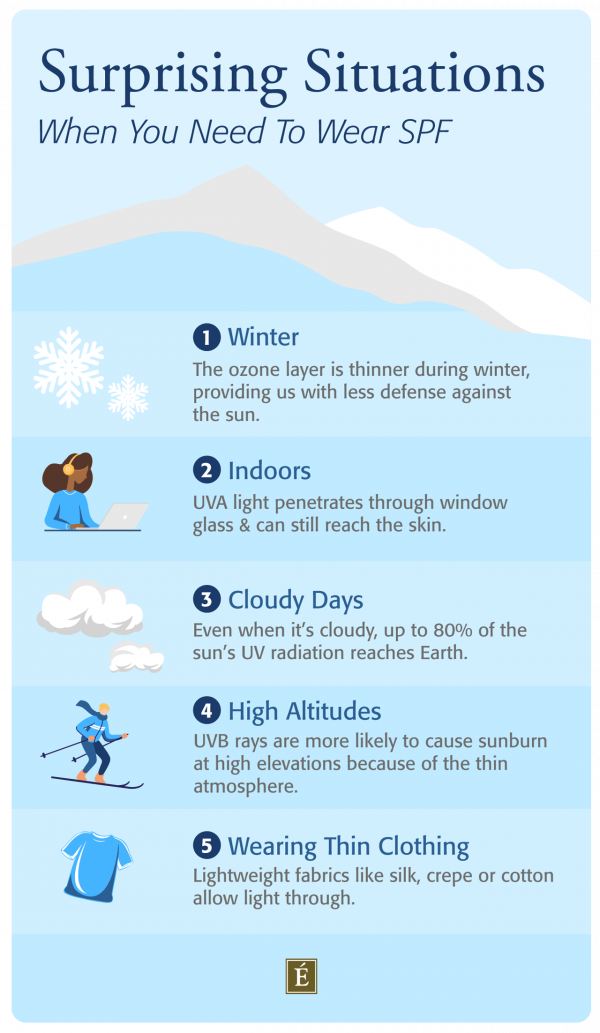 Surprising Situations
When You Need To Wear SPF
1 Winter
The ozone layer is thinner during winter,
providing us with less defense against
the sun.
2 Indoors
UVA light penetrates through window
glass & can still reach the skin.
3 Cloudy Days
Even when it’s cloudy, up to 80% of the
sun’s UV radiation reaches Earth.
4 High Altitudes
UVB rays are more likely to cause sunburn
at high elevations because of the thin
atmosphere.
5 Wearing Thin Clothing
Lightweight fabrics like silk, crepe or cotton
allow light through.
É